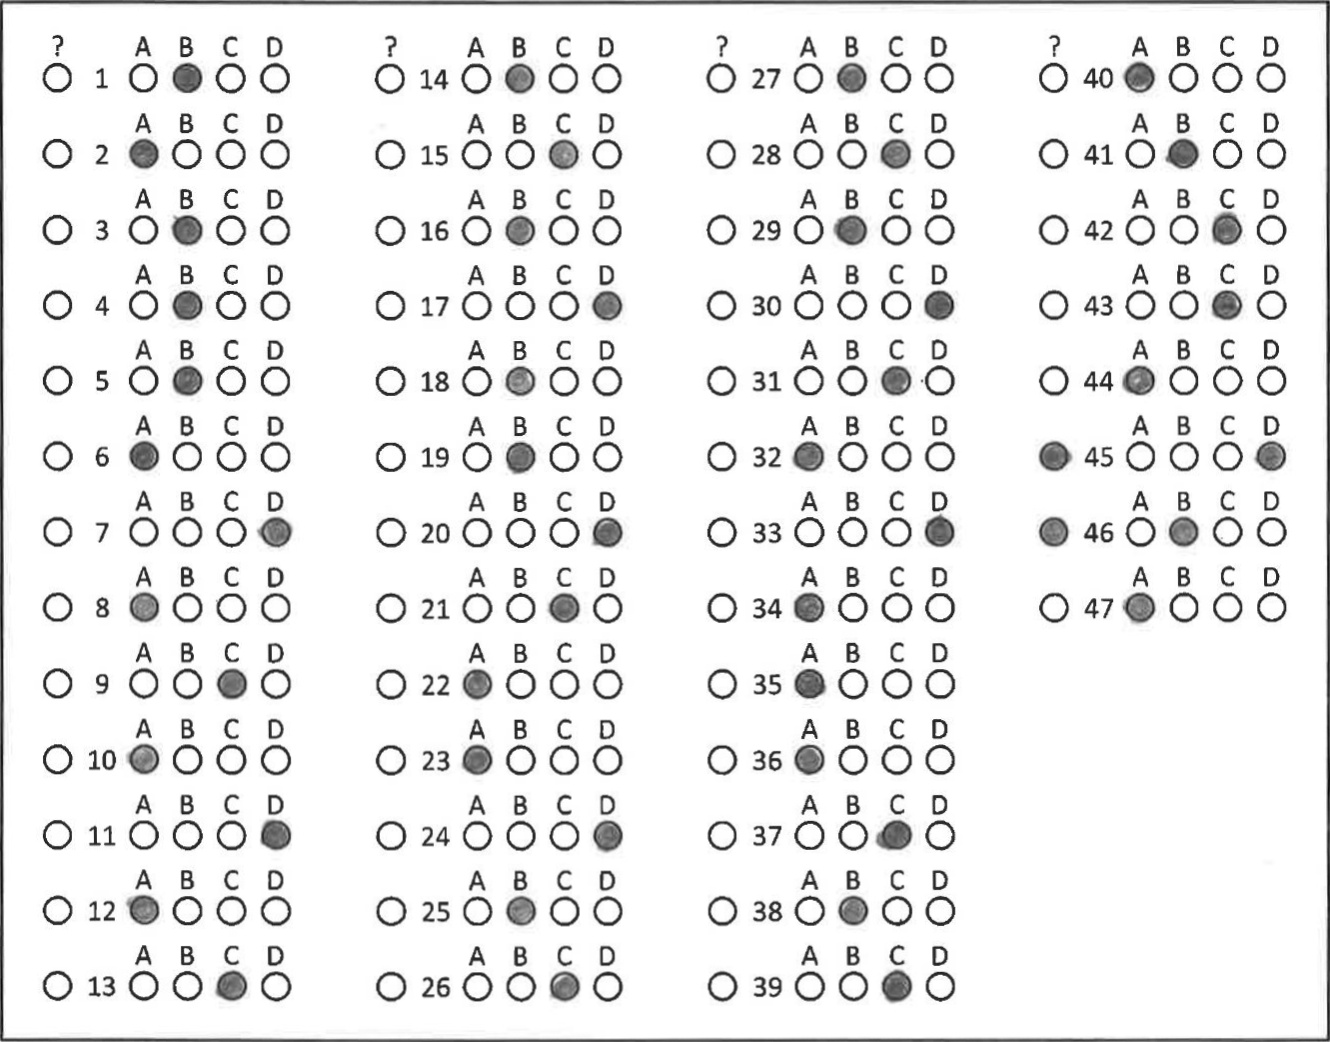 ? A B C D
1
A B C D
2
A B C D
3
A B C D
4
A B C D
5
A B C D
6
A B C D
7
A B C D
8
A B C D
9
A B C D
10
A B C D
11
A B C D
12
A B C D
13
? A B C D
14
A B C D
15
A B C D
16
A B C D
17
A B C D
18
A B C D
19
A B C D
20
A B C D
21
A B C D
22
A B C D
23
A B C D
24
A B C D
25
A B C D
26
? A B C D
27
A B C D
28
A B C D
29
A B C D
30
A B C D
31
A B C D
32
A B C D
33
A B C D
34
A B C D
35
A B C D
36
A B C D
37
A B C D
38
A B C D
39
? A B C D
40
A B C D
41
A B C D
42
A B C D
43
A B C D
44
A B C D
45
A B C D
46
A B C D
47